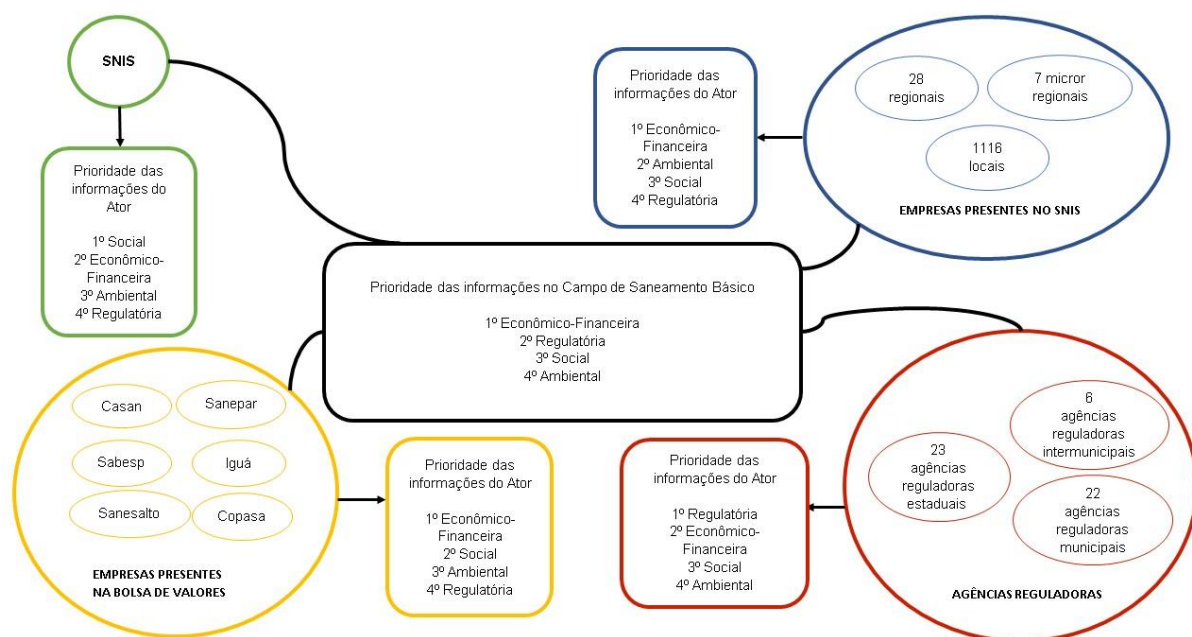 SNIS
Prioridade das
informações do
Ator
1º Social
2º Econômico-
Financeira
3º Ambiental
4º Regulatória
Prioridade das
informações do Ator
1º Econômico-
Financeira
2º Ambiental
3º Social
4º Regulatória
28
regionais
7 micror
regionais
1116
locais
EMPRESAS PRESENTES NO SNIS
Prioridade das informações no Campo de Saneamento Básico
1º Econômico-Financeira
2º Regulatória
3º Social
4º Ambiental
Casan
Sanepar
Sabesp
Iguá
Sanesalto
Copasa
EMPRESAS PRESENTES
NA BOLSA DE VALORES
Prioridade das
informações do Ator
1º Econômico-
Financeira
2º Social
3º Ambiental
4º Regulatória
Prioridade das
informações do Ator
1º Regulatória
2º Econômico-
Financeira
3º Social
4º Ambiental
23
agências
reguladoras
estaduais
6
agências
reguladoras
intermunicipais
22
agências
reguladoras
municipais
AGÊNCIAS REGULADORAS